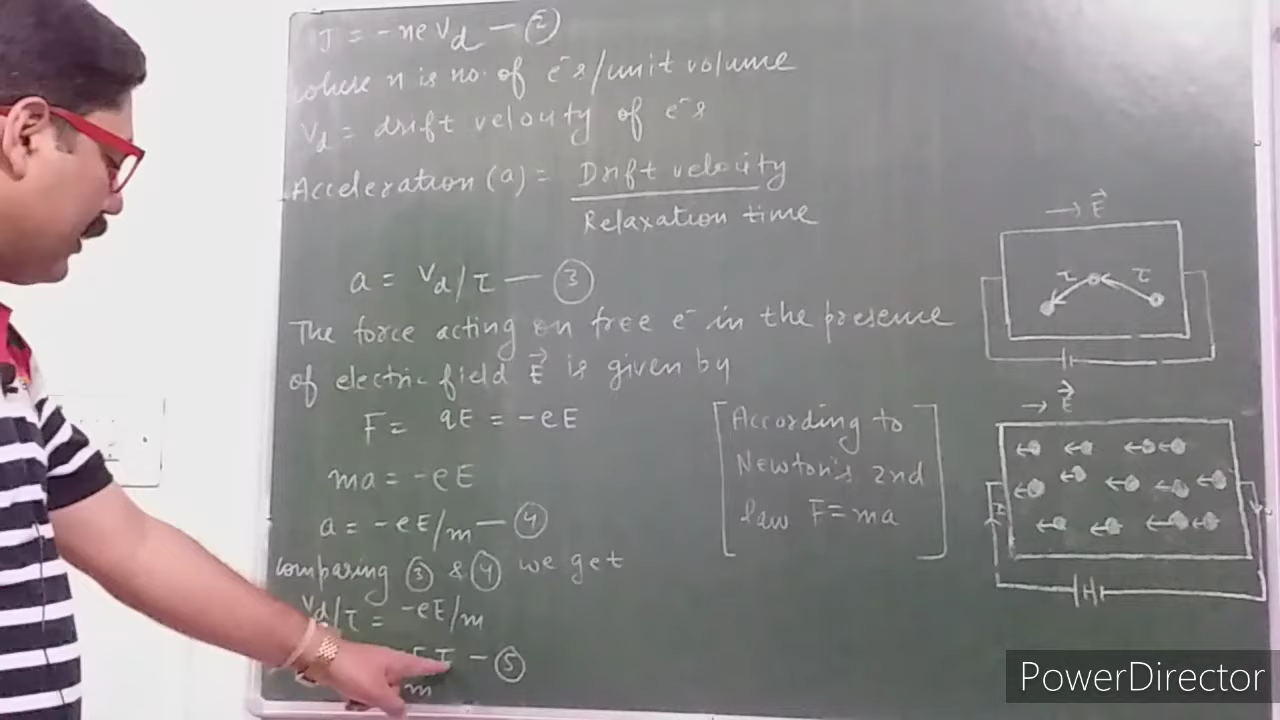 J = -neVd — ②
where n is no. of e⁻s/unit volume
Vd = drift velocity of e⁻s
Acceleration (a) = Drift velocity
Relaxation time
a = Vd/τ — ③
The force acting on free e⁻ in the presence
of electric field E⃗ is given by
F = qE = -eE
ma = -eE
a = -eE/m — ④
Comparing ③ & ④ we get
Vd/τ = -eE/m
Eτ — ⑤
m
[According to
Newton's 2nd
law F = ma]
→ E⃗
τ τ
→ E⃗
I
PowerDirector